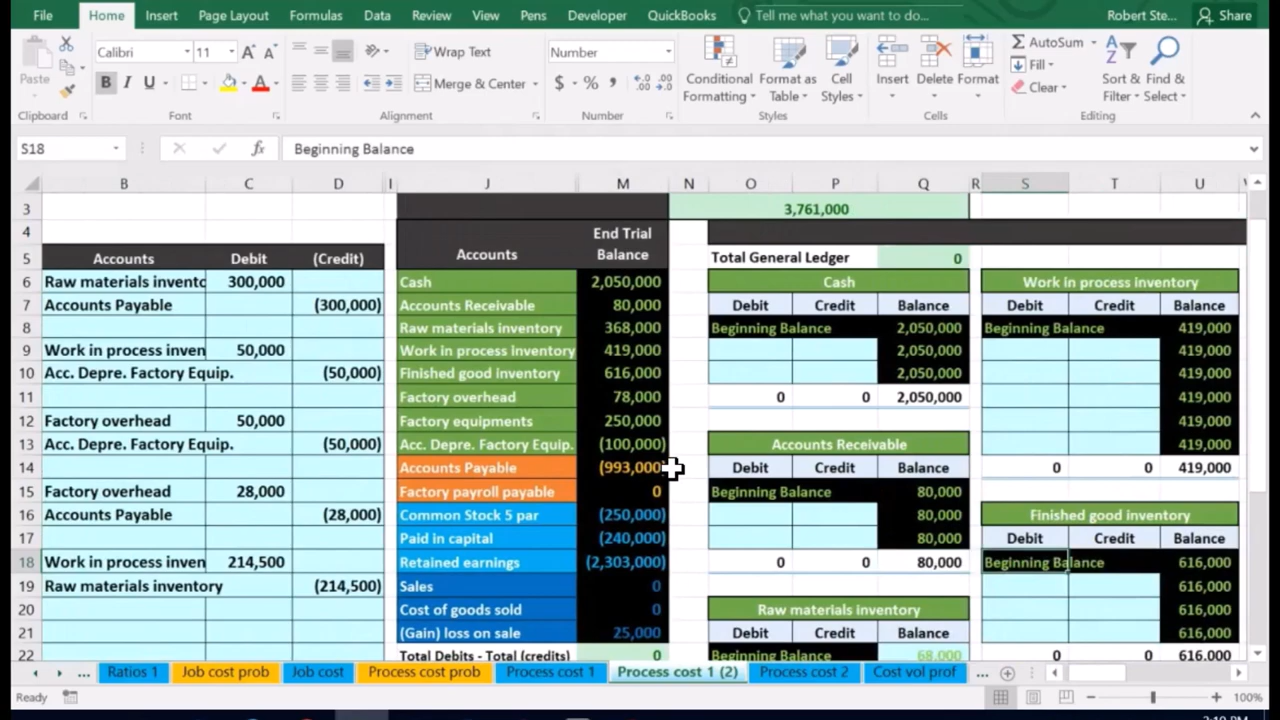 File Home Insert Page Layout Formulas Data Review View Pens Developer QuickBooks Tell me what you want to do... Robert Ste... Share
Paste Calibri 11 A A Wrap Text Number AutoSum
B I U A Merge & Center $ % Conditional Formatting Format as Table Cell Styles Insert Delete Format Fill Clear Sort & Filter Find & Select
Clipboard Font Alignment Number Styles Cells Editing
S18 fx Beginning Balance
B C D I J M N O P Q R S T U
3 3,761,000
4 End Trial
5 Accounts Debit (Credit) Accounts Balance Total General Ledger 0
6 Raw materials invento 300,000 Cash 2,050,000 Cash Work in process inventory
7 Accounts Payable (300,000) Accounts Receivable 80,000 Debit Credit Balance Debit Credit Balance
8 Raw materials inventory 368,000 Beginning Balance 2,050,000 Beginning Balance 419,000
9 Work in process inven 50,000 Work in process inventory 419,000 2,050,000 419,000
10 Acc. Depre. Factory Equip. (50,000) Finished good inventory 616,000 2,050,000 419,000
11 Factory overhead 78,000 0 0 2,050,000 419,000
12 Factory overhead 50,000 Factory equipments 250,000 419,000
13 Acc. Depre. Factory Equip. (50,000) Acc. Depre. Factory Equip. (100,000) Accounts Receivable 419,000
14 Accounts Payable (993,000 Debit Credit Balance 0 0 419,000
15 Factory overhead 28,000 Factory payroll payable 0 Beginning Balance 80,000
16 Accounts Payable (28,000) Common Stock 5 par (250,000) 80,000 Finished good inventory
17 Paid in capital (240,000) 80,000 Debit Credit Balance
18 Work in process inven 214,500 Retained earnings (2,303,000) 0 0 80,000 Beginning Balance 616,000
19 Raw materials inventory (214,500) Sales 0 616,000
20 Cost of goods sold 0 Raw materials inventory 616,000
21 (Gain) loss on sale 25,000 Debit Credit Balance 616,000
22 Total Debits - Total (credits) 0 Beginning Balance 68,000 0 0 616,000
... Ratios 1 Job cost prob Job cost Process cost prob Process cost 1 Process cost 1 (2) Process cost 2 Cost vol prof ...
Ready 100%